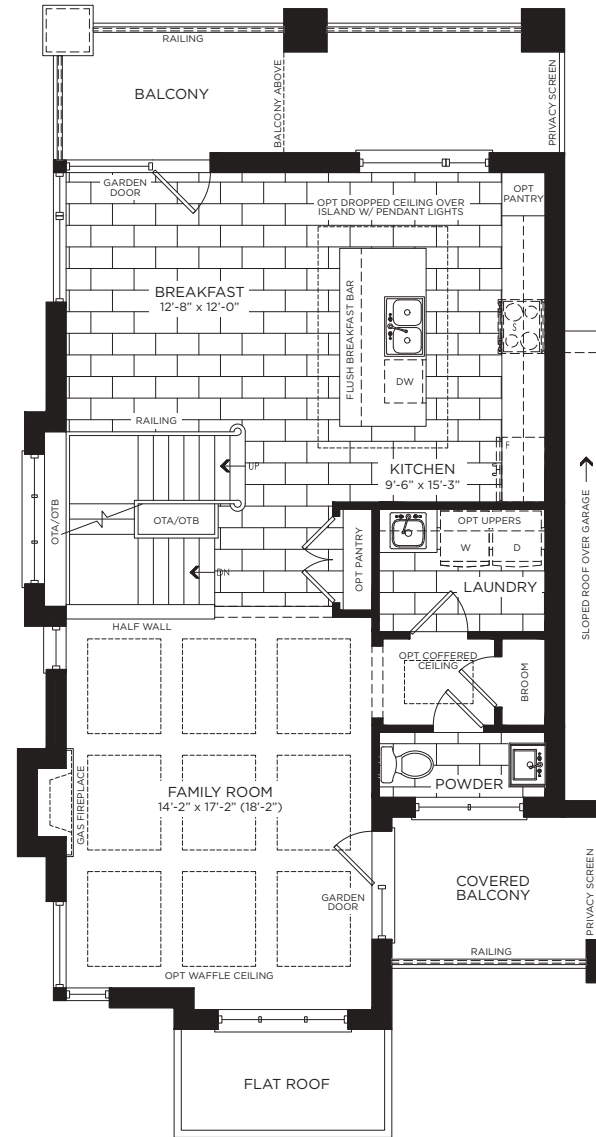 RAILING
BALCONY
BALCONY ABOVE
PRIVACY SCREEN
GARDEN
DOOR
OPT DROPPED CEILING OVER
ISLAND W/ PENDANT LIGHTS
OPT
PANTRY
BREAKFAST
12'-8" x 12'-0"
FLUSH BREAKFAST BAR
S
DW
RAILING
UP
F
KITCHEN
9'-6" x 15'-3"
OTA/OTB
OTA/OTB
DN
OPT PANTRY
OPT UPPERS
W
D
LAUNDRY
SLOPED ROOF OVER GARAGE
HALF WALL
OPT COFFERED
CEILING
BROOM
GAS FIREPLACE
FAMILY ROOM
14'-2" x 17'-2" (18'-2")
POWDER
GARDEN
DOOR
COVERED
BALCONY
PRIVACY SCREEN
RAILING
OPT WAFFLE CEILING
FLAT ROOF